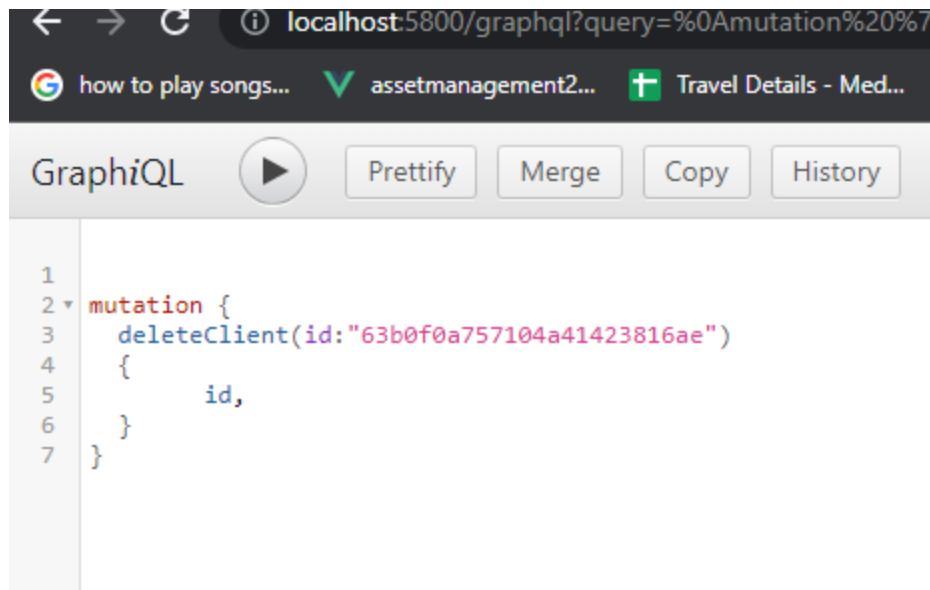 localhost:5800/graphql?query=%0Amutation%20%7
how to play songs... assetmanagement2... Travel Details - Med...
GraphiQL Prettify Merge Copy History
1
2 mutation {
3 deleteClient(id:"63b0f0a757104a41423816ae")
4 {
5 id,
6 }
7 }